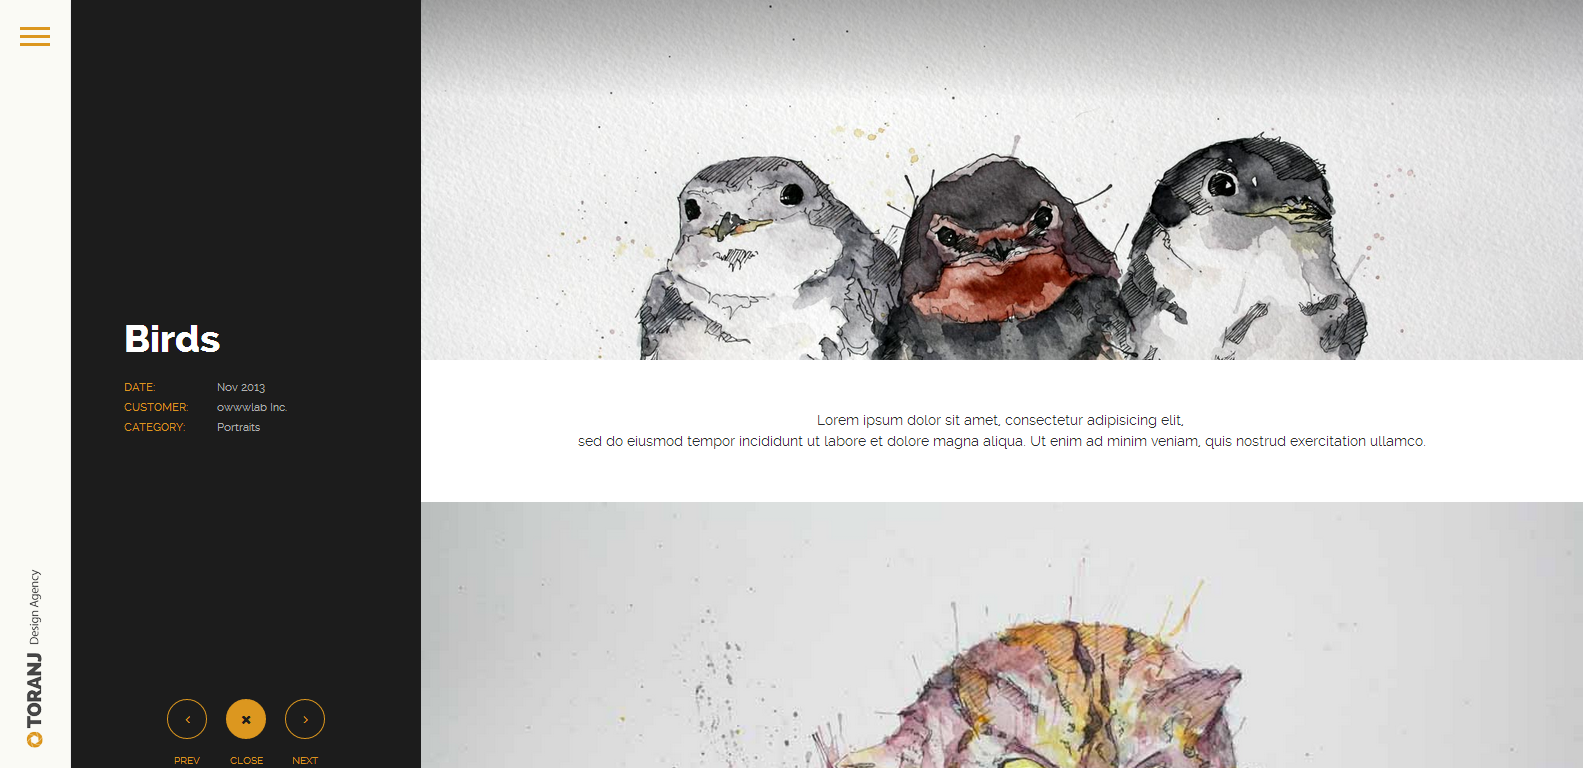 Birds
DATE: Nov 2013
CUSTOMER: owwwlab Inc.
CATEGORY: Portraits
PREV CLOSE NEXT
TORANJ Design Agency
Lorem ipsum dolor sit amet, consectetur adipisicing elit,
sed do eiusmod tempor incididunt ut labore et dolore magna aliqua. Ut enim ad minim veniam, quis nostrud exercitation ullamco.